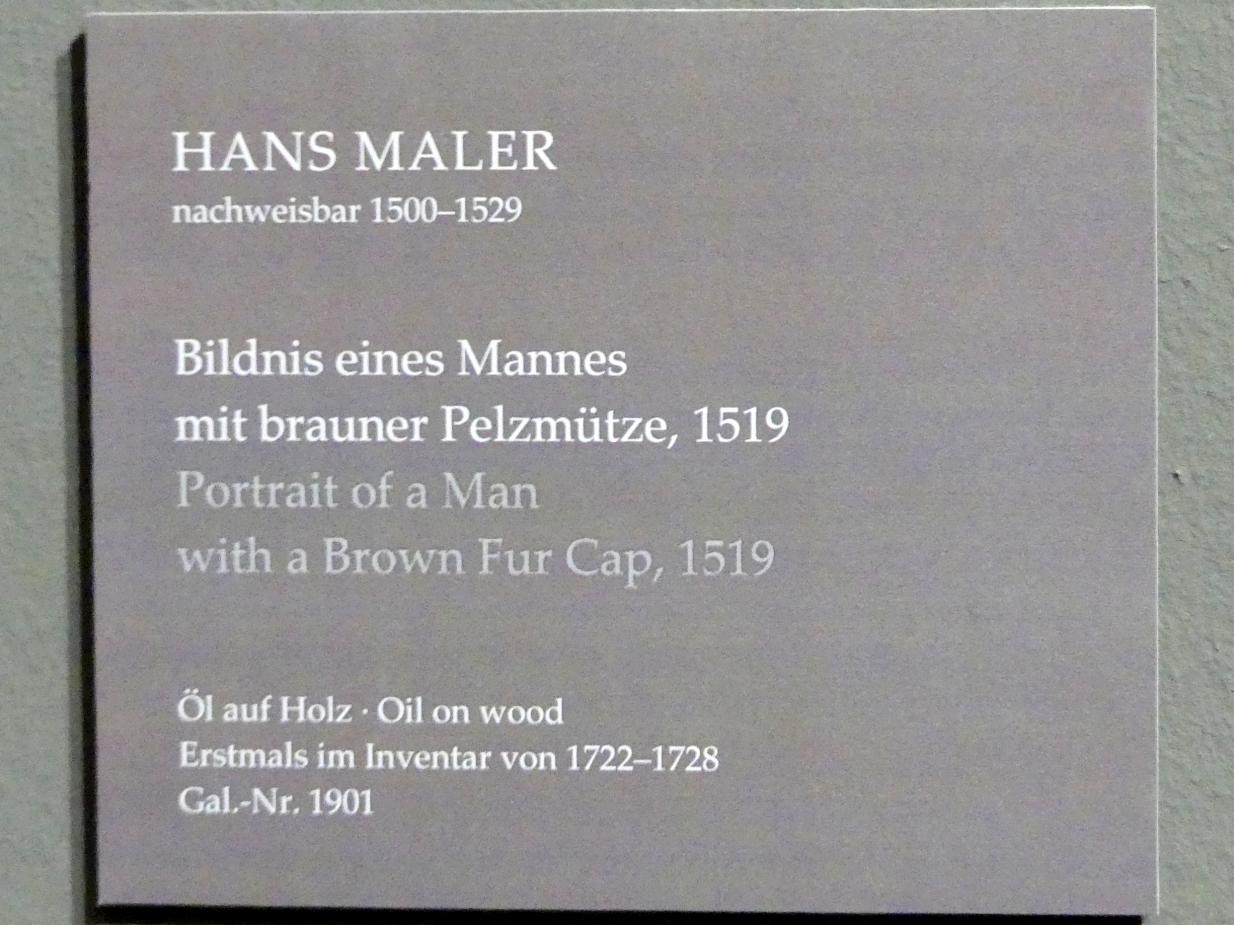 HANS MALER
nachweisbar 1500–1529
Bildnis eines Mannes
mit brauner Pelzmütze, 1519
Portrait of a Man
with a Brown Fur Cap, 1519
Öl auf Holz · Oil on wood
Erstmals im Inventar von 1722–1728
Gal.-Nr. 1901